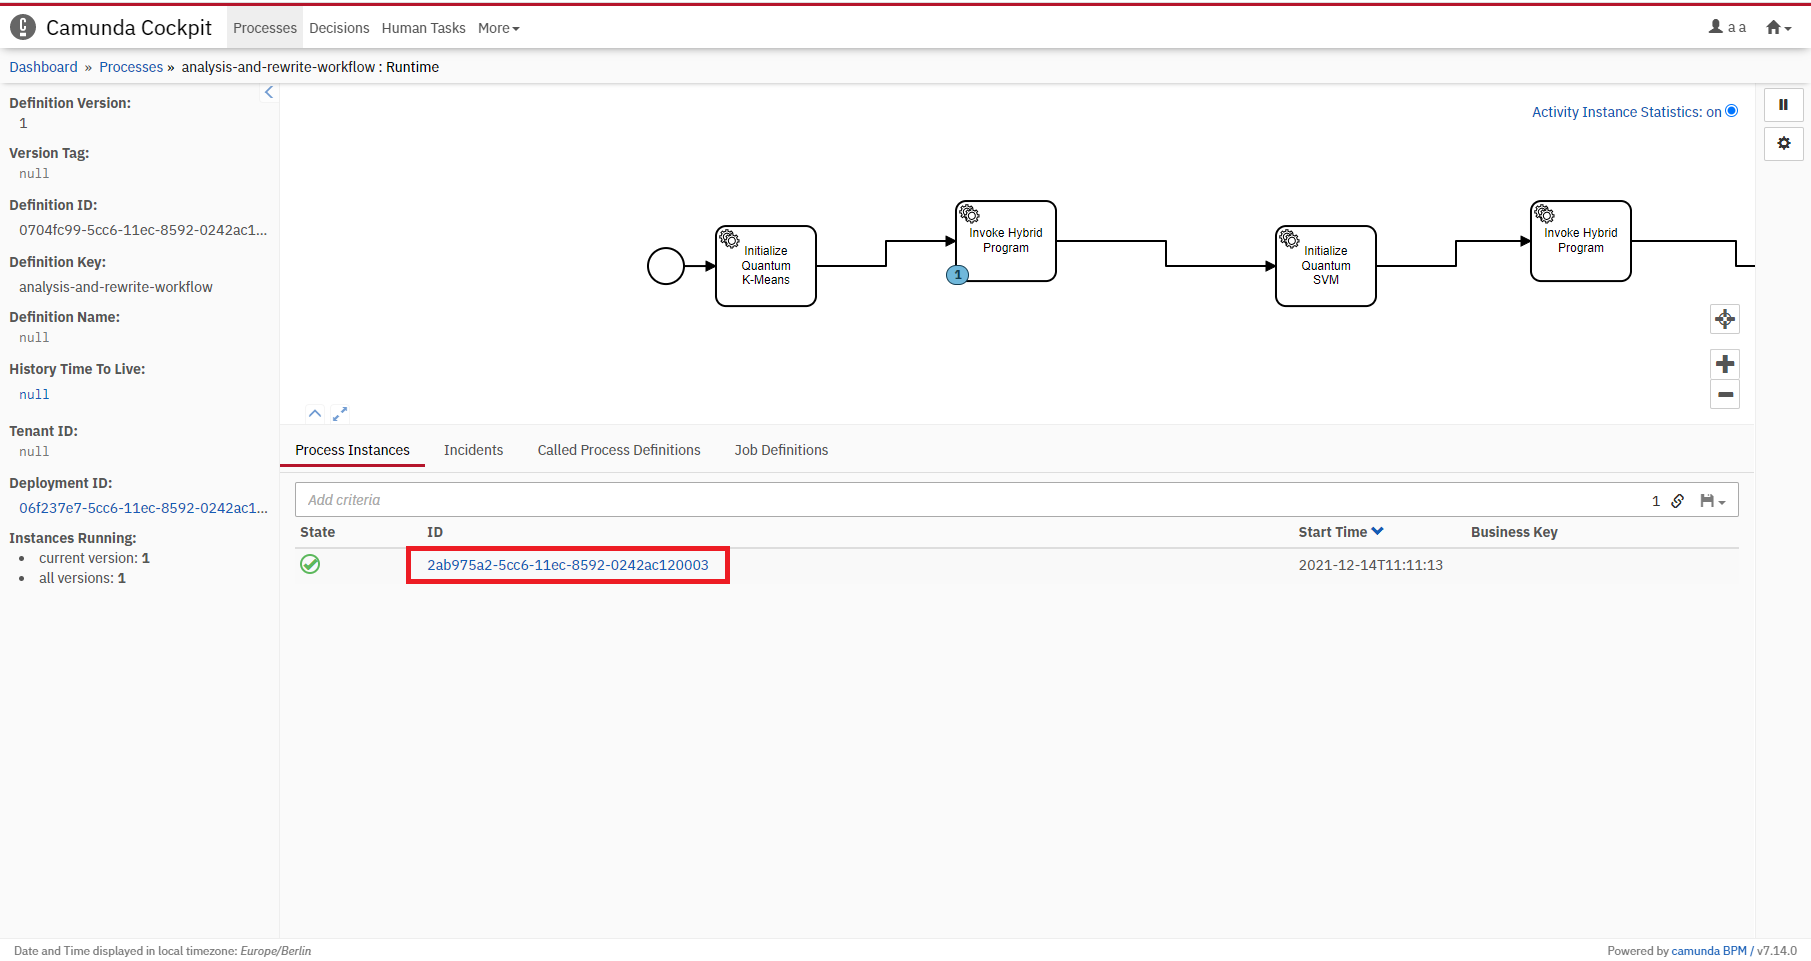 Camunda Cockpit Processes Decisions Human Tasks More a a
Dashboard » Processes » analysis-and-rewrite-workflow : Runtime
Definition Version:
1
Version Tag:
null
Definition ID:
0704fc99-5cc6-11ec-8592-0242ac1...
Definition Key:
analysis-and-rewrite-workflow
Definition Name:
null
History Time To Live:
null
Tenant ID:
null
Deployment ID:
06f237e7-5cc6-11ec-8592-0242ac1...
Instances Running:
current version: 1
all versions: 1
Activity Instance Statistics: on
Initialize
Quantum
K-Means
Invoke Hybrid
Program
1
Initialize
Quantum
SVM
Invoke Hybrid
Program
Process Instances Incidents Called Process Definitions Job Definitions
Add criteria 1
State ID Start Time Business Key
2ab975a2-5cc6-11ec-8592-0242ac120003 2021-12-14T11:11:13
Date and Time displayed in local timezone: Europe/Berlin Powered by camunda BPM / v7.14.0